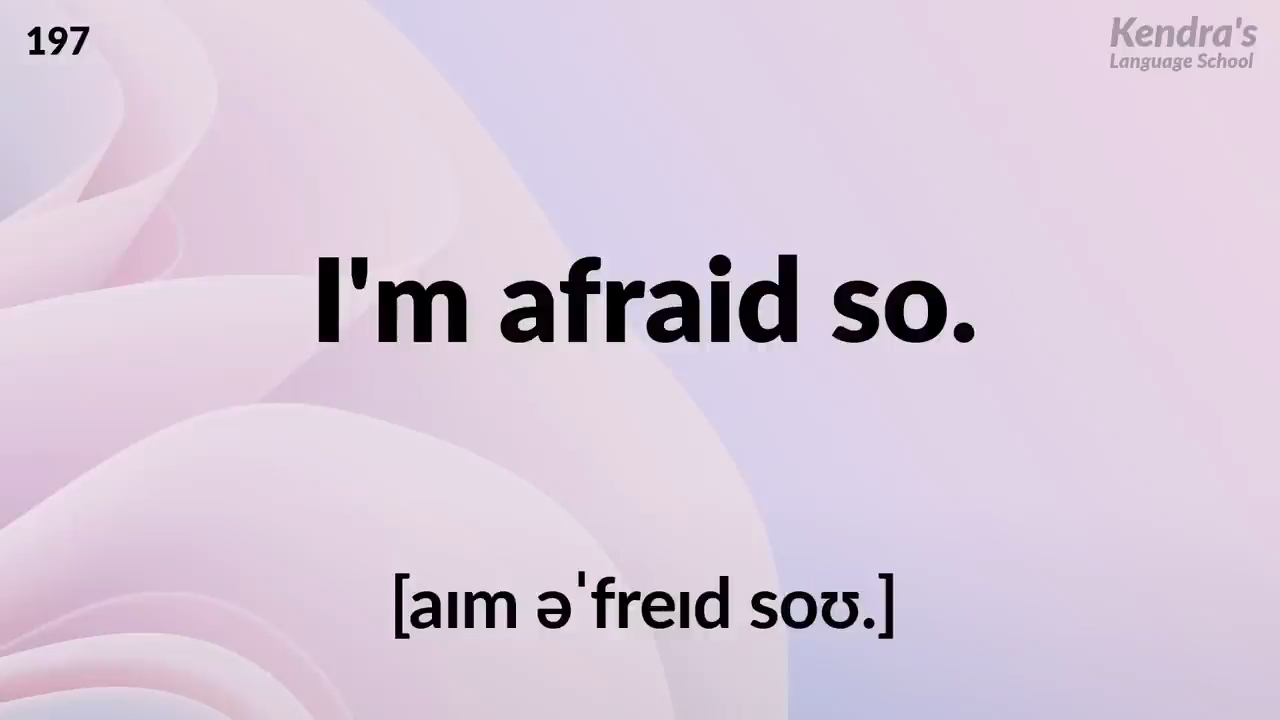 197
Kendra's
Language School
I'm afraid so.
[aɪm əˈfreɪd soʊ.]